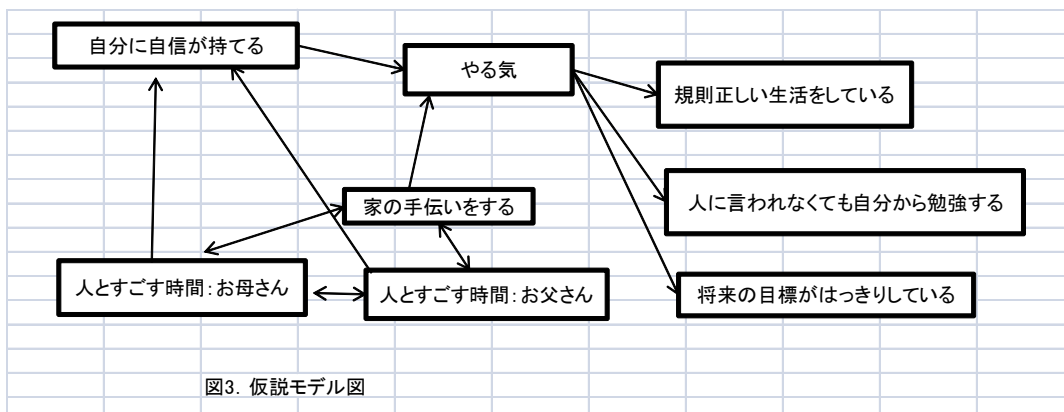 自分に自信が持てる
やる気
規則正しい生活をしている
家の手伝いをする
人に言われなくても自分から勉強する
人とすごす時間：お母さん
人とすごす時間：お父さん
将来の目標がはっきりしている
図3．仮説モデル図